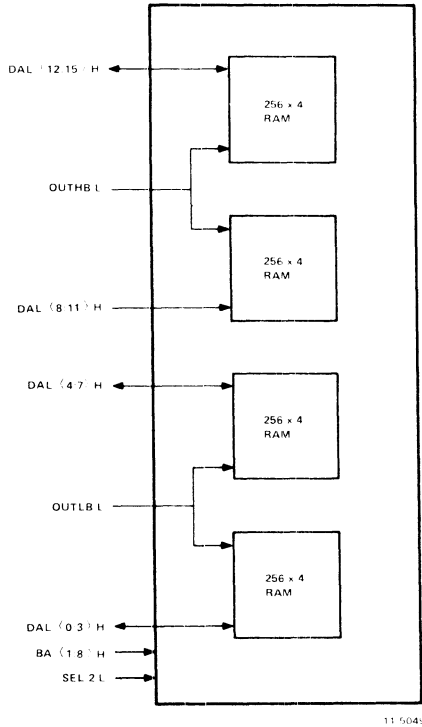 DAL ⟨12 15⟩ H
256 x 4
RAM
OUTHB L
256 x 4
RAM
DAL ⟨8 11⟩ H
DAL ⟨4 7⟩ H
256 x 4
RAM
OUTLB L
256 x 4
RAM
DAL ⟨0 3⟩ H
BA ⟨1 8⟩ H
SEL 2 L
11 5049